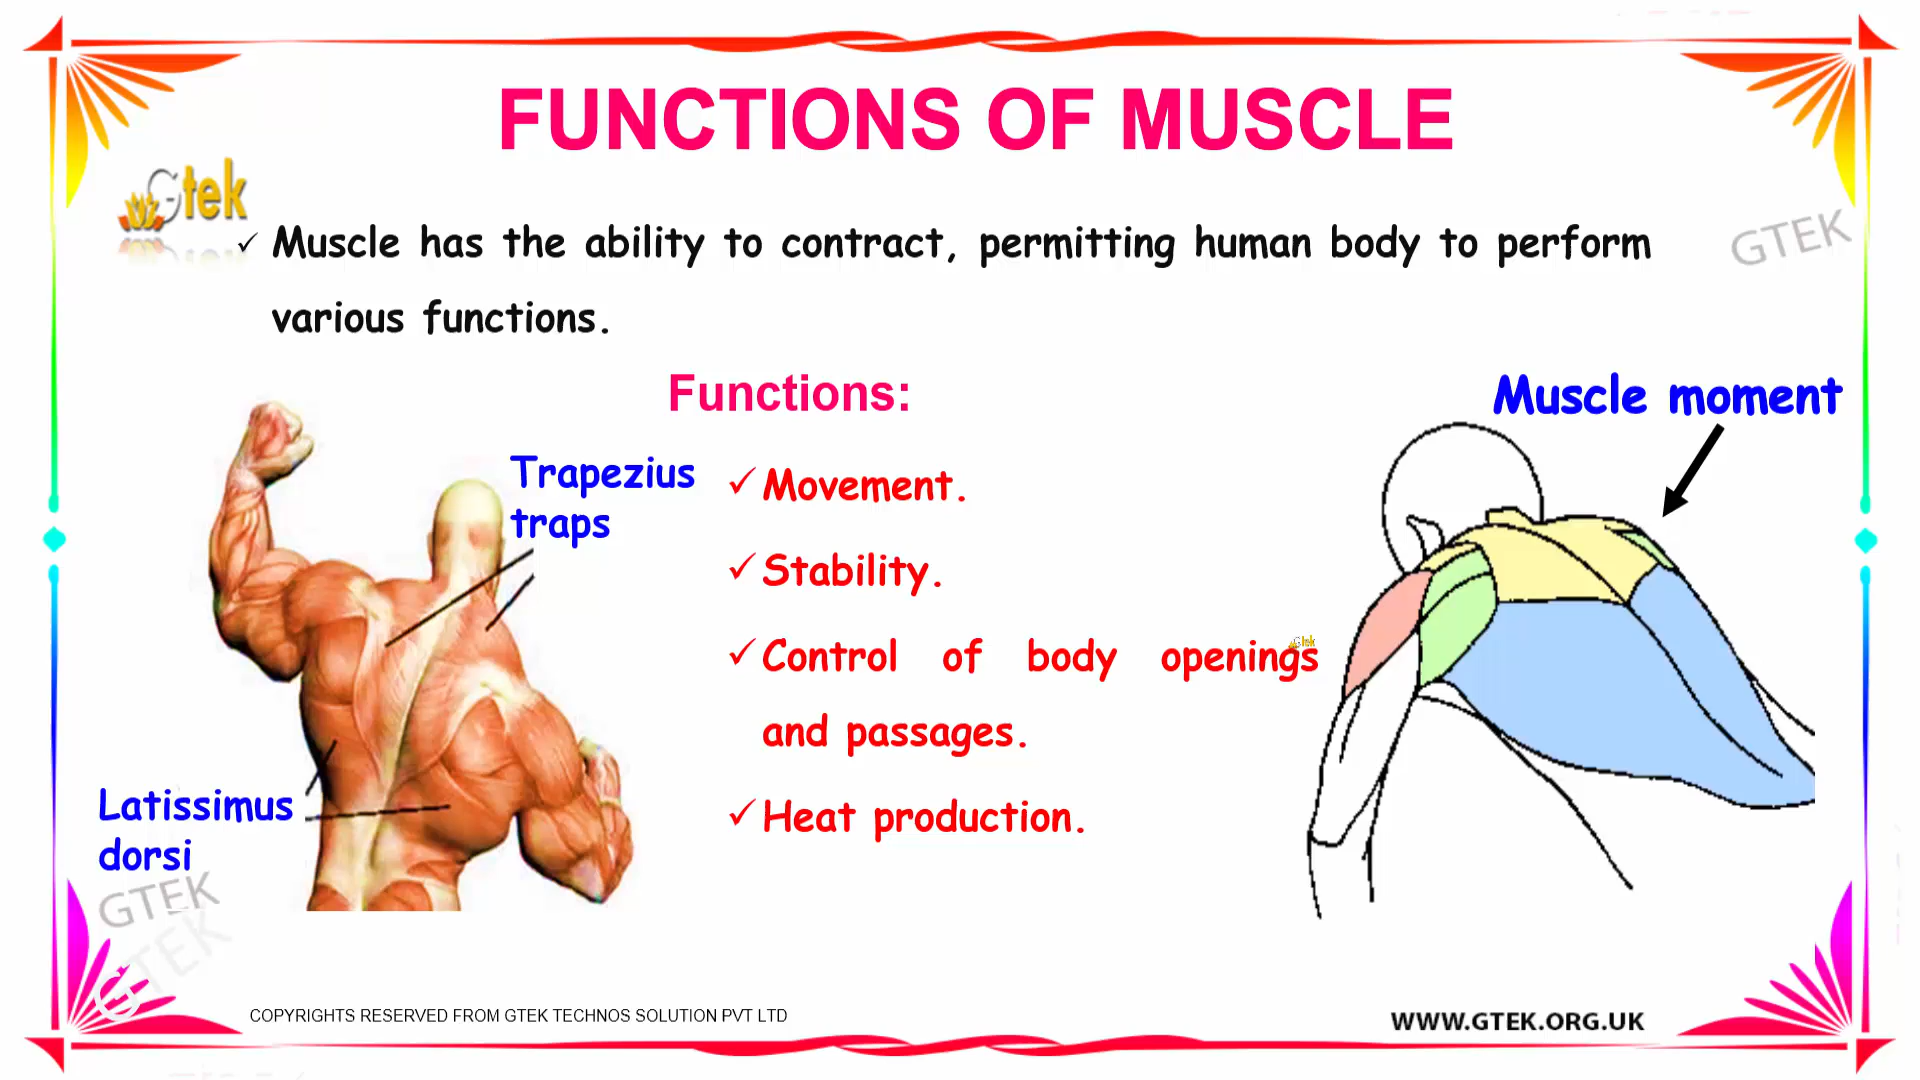 FUNCTIONS OF MUSCLE
Gtek
✓ Muscle has the ability to contract, permitting human body to perform
various functions.
GTEK
Functions:
Muscle moment
Trapezius
traps
✓ Movement.
✓ Stability.
✓ Control of body openings
Gtek
and passages.
✓ Heat production.
Latissimus
dorsi
GTEK
GTEK
COPYRIGHTS RESERVED FROM GTEK TECHNOS SOLUTION PVT LTD
WWW.GTEK.ORG.UK